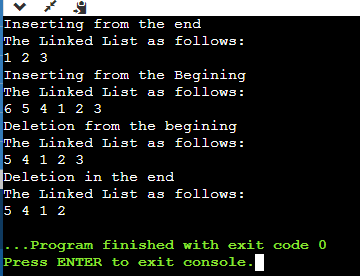 Inserting from the end
The Linked List as follows:
1 2 3
Inserting from the Begining
The Linked List as follows:
6 5 4 1 2 3
Deletion from the begining
The Linked List as follows:
5 4 1 2 3
Deletion in the end
The Linked List as follows:
5 4 1 2
...Program finished with exit code 0
Press ENTER to exit console.